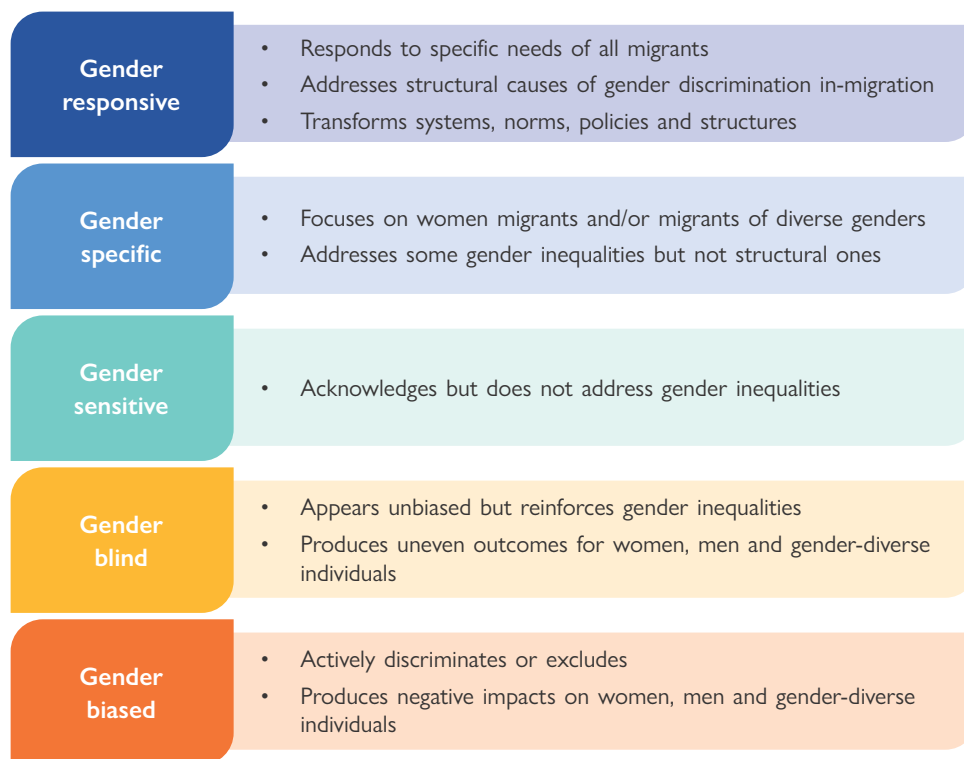 Gender
responsive
• Responds to specific needs of all migrants
• Addresses structural causes of gender discrimination in-migration
• Transforms systems, norms, policies and structures
Gender
specific
• Focuses on women migrants and/or migrants of diverse genders
• Addresses some gender inequalities but not structural ones
Gender
sensitive
• Acknowledges but does not address gender inequalities
Gender
blind
• Appears unbiased but reinforces gender inequalities
• Produces uneven outcomes for women, men and gender-diverse
individuals
Gender
biased
• Actively discriminates or excludes
• Produces negative impacts on women, men and gender-diverse
individuals